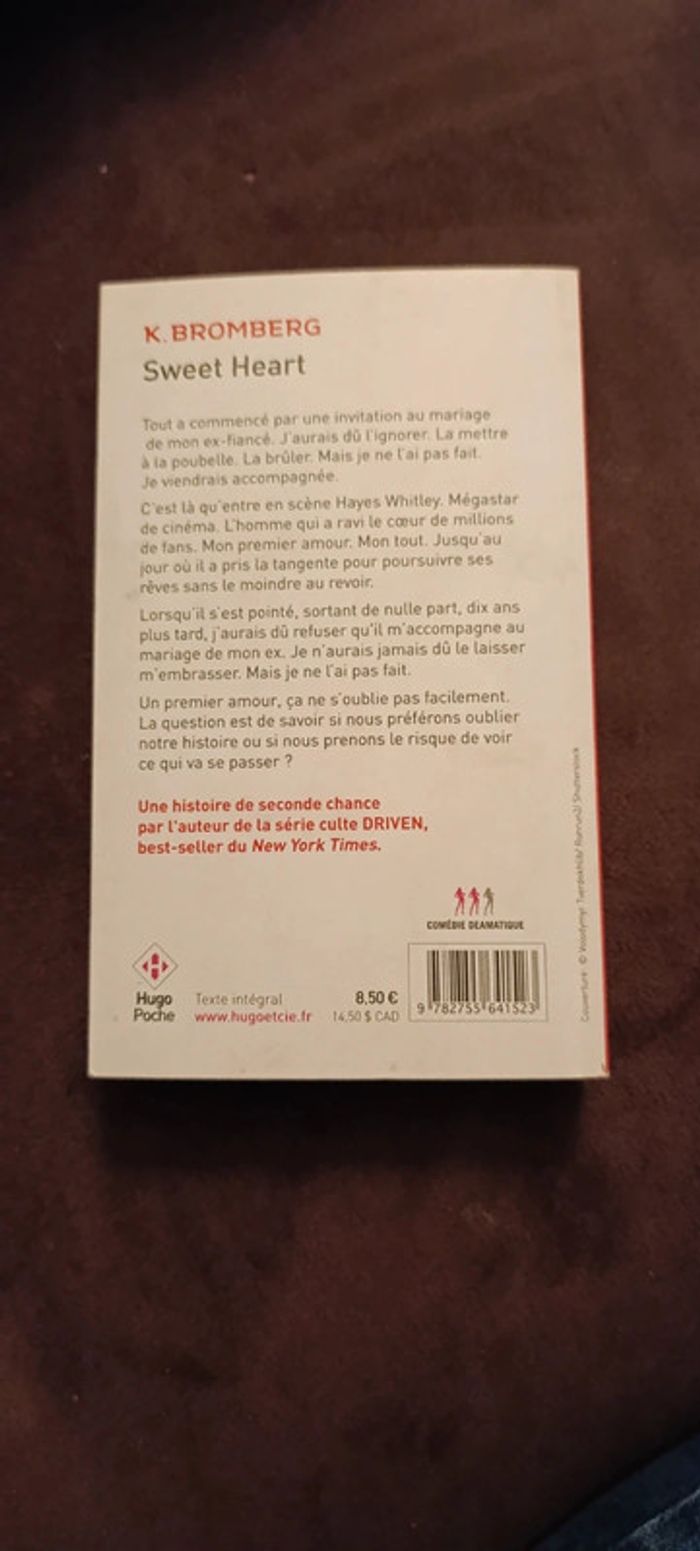 K. BROMBERG
Sweet Heart
Tout a commencé par une invitation au mariage
de mon ex-fiancé. J'aurais dû l'ignorer. La mettre
à la poubelle. La brûler. Mais je ne l'ai pas fait.
Je viendrais accompagnée.
C'est là qu'entre en scène Hayes Whitley. Mégastar
de cinéma. L'homme qui a ravi le cœur de millions
de fans. Mon premier amour. Mon tout. Jusqu'au
jour où il a pris la tangente pour poursuivre ses
rêves sans le moindre au revoir.
Lorsqu'il s'est pointé, sortant de nulle part, dix ans
plus tard, j'aurais dû refuser qu'il m'accompagne au
mariage de mon ex. Je n'aurais jamais dû le laisser
m'embrasser. Mais je ne l'ai pas fait.
Un premier amour, ça ne s'oublie pas facilement.
La question est de savoir si nous préférons oublier
notre histoire ou si nous prenons le risque de voir
ce qui va se passer ?
Une histoire de seconde chance
par l'auteur de la série culte DRIVEN,
best-seller du New York Times.
COMÉDIE DEAMATIQUE
Hugo
Poche
Texte intégral
www.hugoetcie.fr
8,50 €
14,50 $ CAD
9 782755 641523
Couverture : © Shutterstock